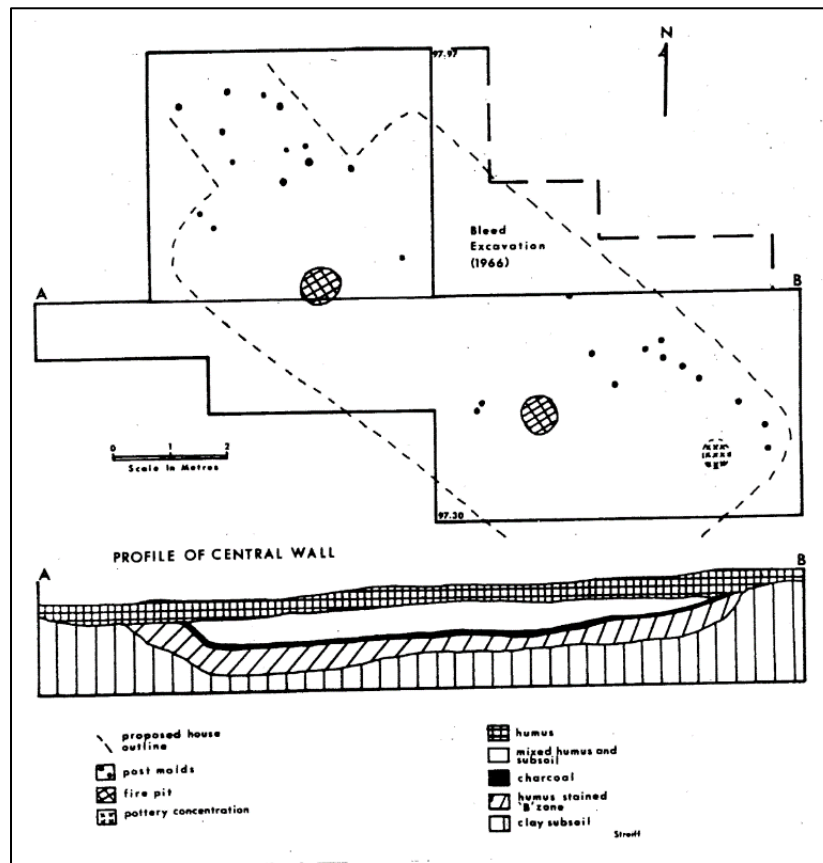 N
97.97
Bleed
Excavation
(1966)
A
B
0 1 2
Scale In Metres
97.30
PROFILE OF CENTRAL WALL
A
B
proposed house
outline
post molds
fire pit
pottery concentration
humus
mixed humus and
subsoil
charcoal
humus stained
'B' zone
clay subsoil